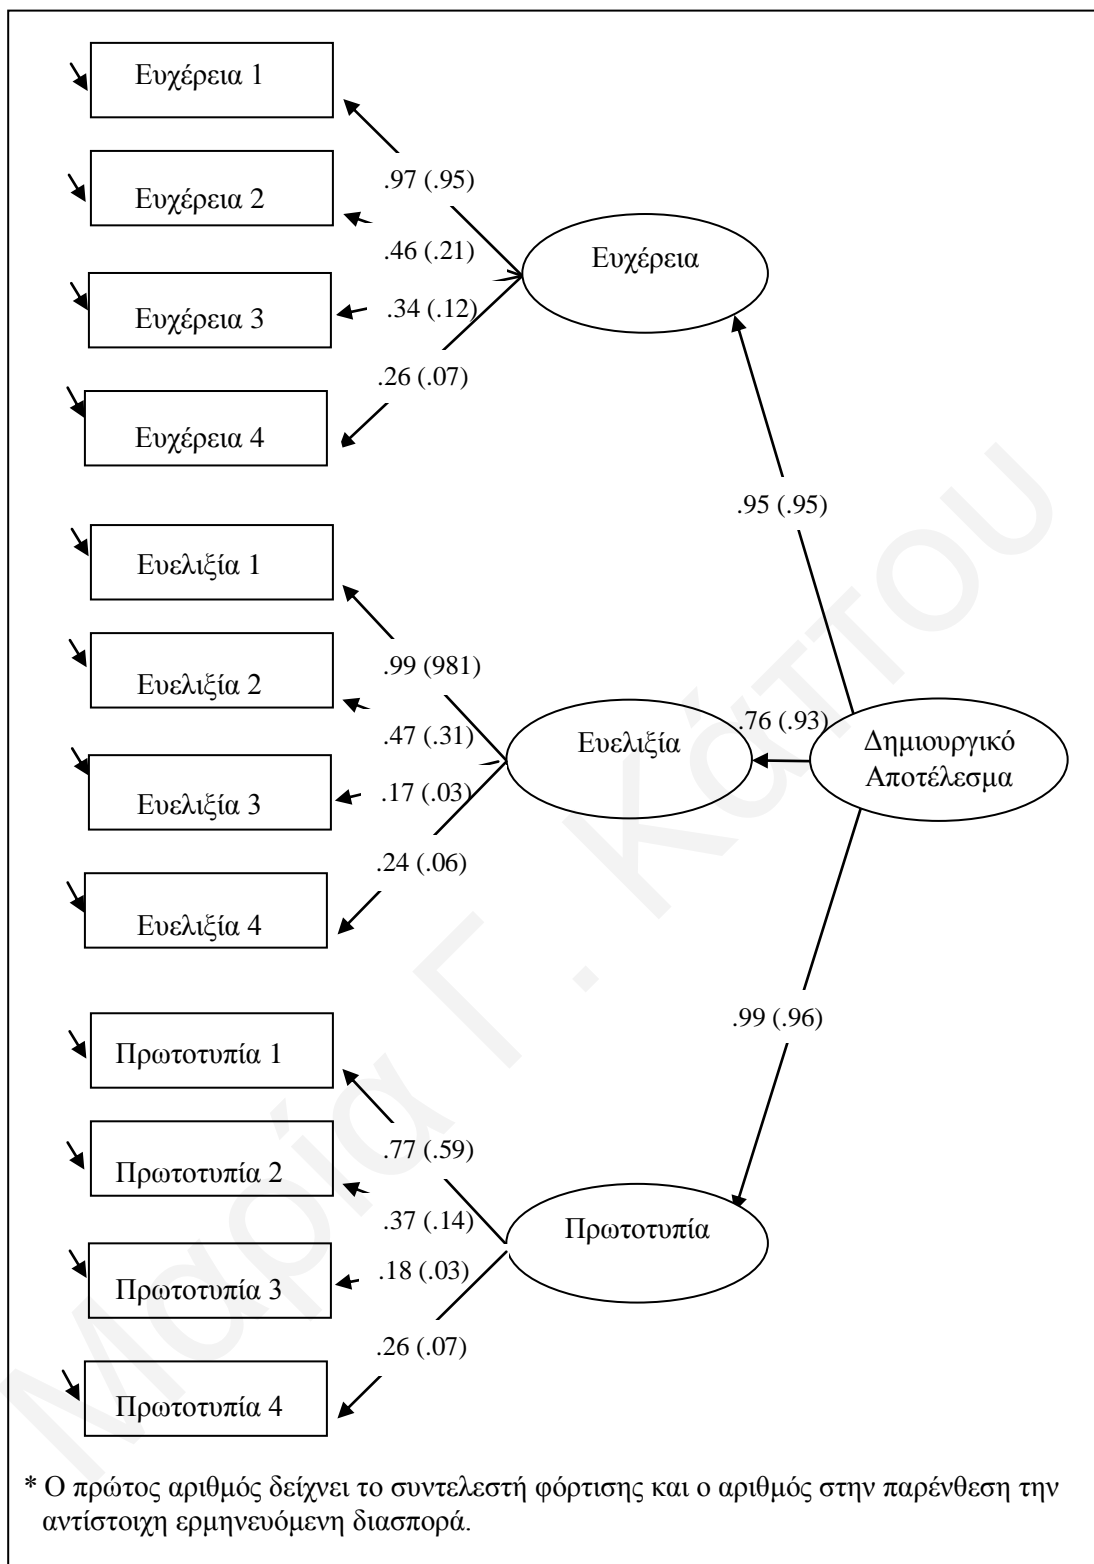 Ευχέρεια 1
.97 (.95)
Ευχέρεια 2
.46 (.21)
Ευχέρεια
Ευχέρεια 3
.34 (.12)
.26 (.07)
Ευχέρεια 4
.95 (.95)
Ευελιξία 1
.99 (981)
Ευελιξία 2
.47 (.31)
Ευελιξία
.76 (.93)
Δημιουργικό
Αποτέλεσμα
Ευελιξία 3
.17 (.03)
.24 (.06)
Ευελιξία 4
.99 (.96)
Πρωτοτυπία 1
.77 (.59)
Πρωτοτυπία 2
.37 (.14)
Πρωτοτυπία
Πρωτοτυπία 3
.18 (.03)
.26 (.07)
Πρωτοτυπία 4
* Ο πρώτος αριθμός δείχνει το συντελεστή φόρτισης και ο αριθμός στην παρένθεση την
αντίστοιχη ερμηνευόμενη διασπορά.
Μαρία Γ. Κάττου